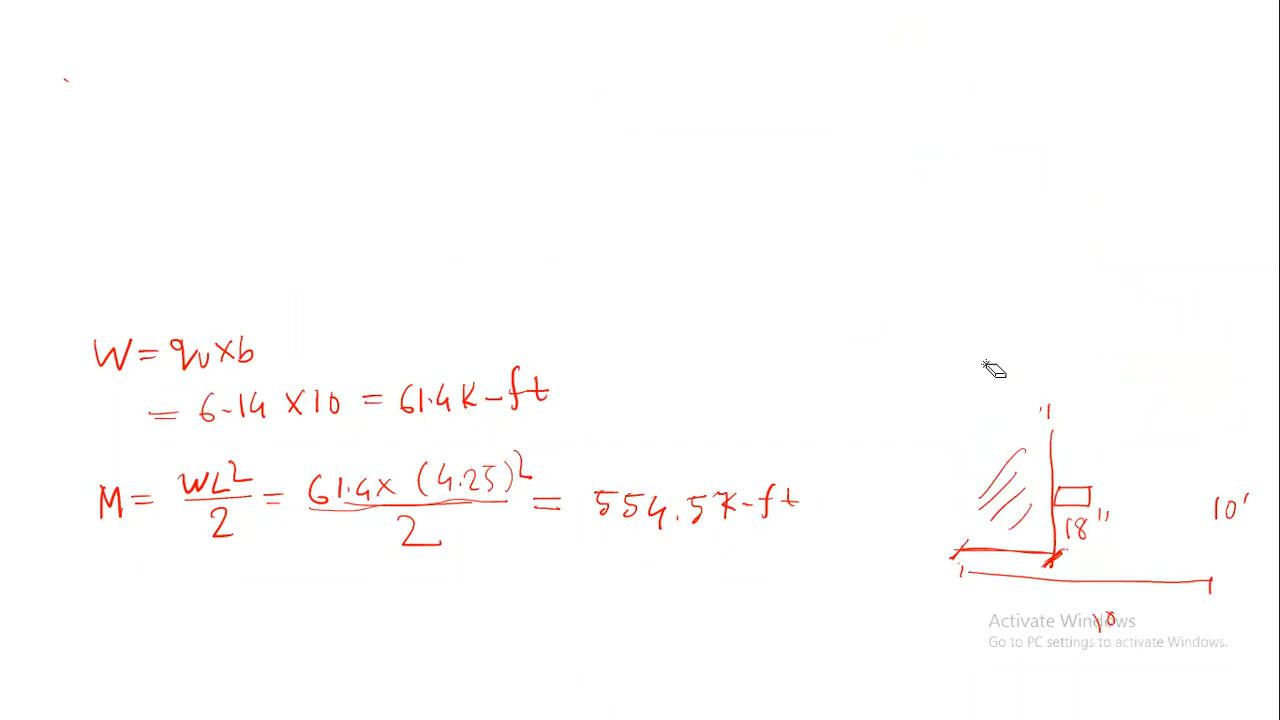 W = qu x b
= 6.14 x 10 = 61.4 K-ft
M = WL²/2 = 61.4 x (4.25)²/2 = 554.5 K-ft
18"
10'
10
Activate Windows
Go to PC settings to activate Windows.